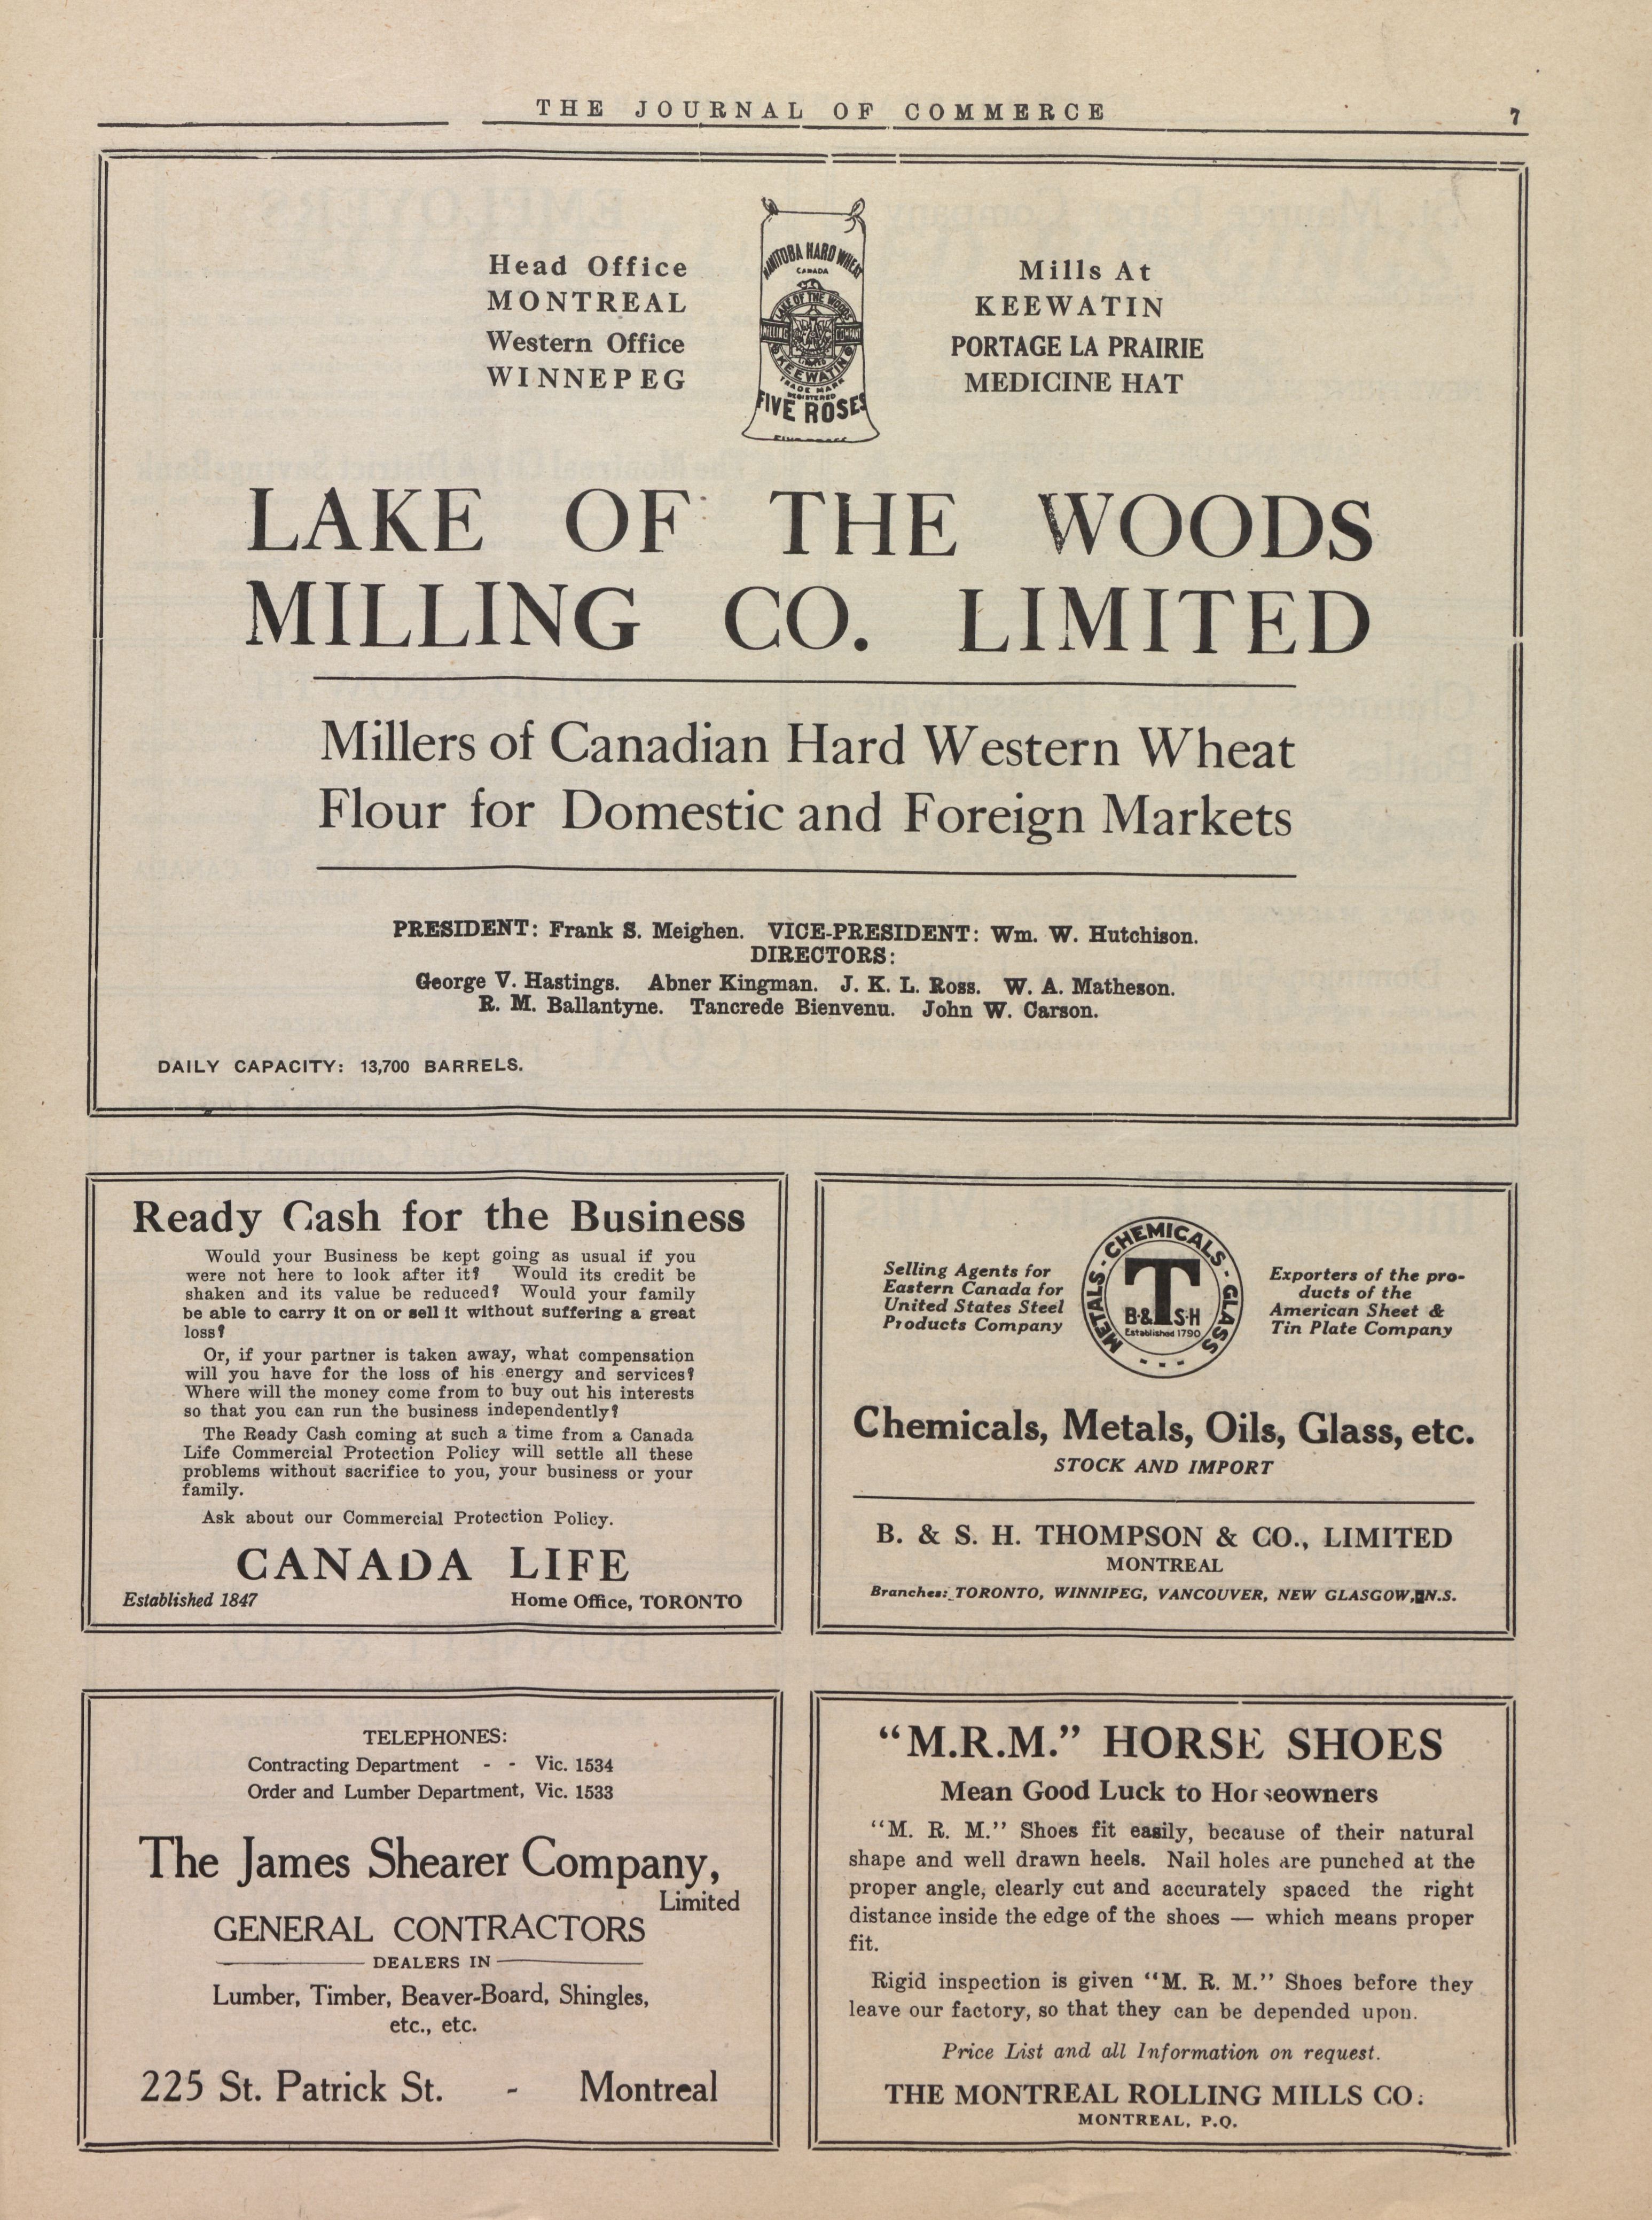 THE JOURNAL OF COMMERCE 7
Head Office
MONTREAL
Western Office
WINNEPEG
MANITOBA HARD WHEAT
CANADA
LAKE OF THE WOODS
KEEWATIN
TRADE MARK
REGISTERED
FIVE ROSES
Mills At
KEEWATIN
PORTAGE LA PRAIRIE
MEDICINE HAT
LAKE OF THE WOODS
MILLING CO. LIMITED
Millers of Canadian Hard Western Wheat
Flour for Domestic and Foreign Markets
PRESIDENT: Frank S. Meighen. VICE-PRESIDENT: Wm. W. Hutchison.
DIRECTORS:
George V. Hastings. Abner Kingman. J. K. L. Ross. W. A. Matheson.
R. M. Ballantyne. Tancrede Bienvenu. John W. Carson.
DAILY CAPACITY: 13,700 BARRELS.
Ready Cash for the Business
Would your Business be kept going as usual if you
were not here to look after it? Would its credit be
shaken and its value be reduced? Would your family
be able to carry it on or sell it without suffering a great
loss?
Or, if your partner is taken away, what compensation
will you have for the loss of his energy and services?
Where will the money come from to buy out his interests
so that you can run the business independently?
The Ready Cash coming at such a time from a Canada
Life Commercial Protection Policy will settle all these
problems without sacrifice to you, your business or your
family.
Ask about our Commercial Protection Policy.
CANADA LIFE
Established 1847 Home Office, TORONTO
Selling Agents for
Eastern Canada for
United States Steel
Products Company
METALS - CHEMICALS - GLASS
T
B·& S·H
Established 1790
Exporters of the pro-
ducts of the
American Sheet &
Tin Plate Company
Chemicals, Metals, Oils, Glass, etc.
STOCK AND IMPORT
B. & S. H. THOMPSON & CO., LIMITED
MONTREAL
Branches: TORONTO, WINNIPEG, VANCOUVER, NEW GLASGOW, N.S.
TELEPHONES:
Contracting Department - - Vic. 1534
Order and Lumber Department, Vic. 1533
The James Shearer Company,
Limited
GENERAL CONTRACTORS
DEALERS IN
Lumber, Timber, Beaver-Board, Shingles,
etc., etc.
225 St. Patrick St. - Montreal
"M.R.M." HORSE SHOES
Mean Good Luck to Horseowners
"M. R. M." Shoes fit easily, because of their natural
shape and well drawn heels. Nail holes are punched at the
proper angle, clearly cut and accurately spaced the right
distance inside the edge of the shoes — which means proper
fit.
Rigid inspection is given "M. R. M." Shoes before they
leave our factory, so that they can be depended upon.
Price List and all Information on request.
THE MONTREAL ROLLING MILLS CO.
MONTREAL, P.Q.